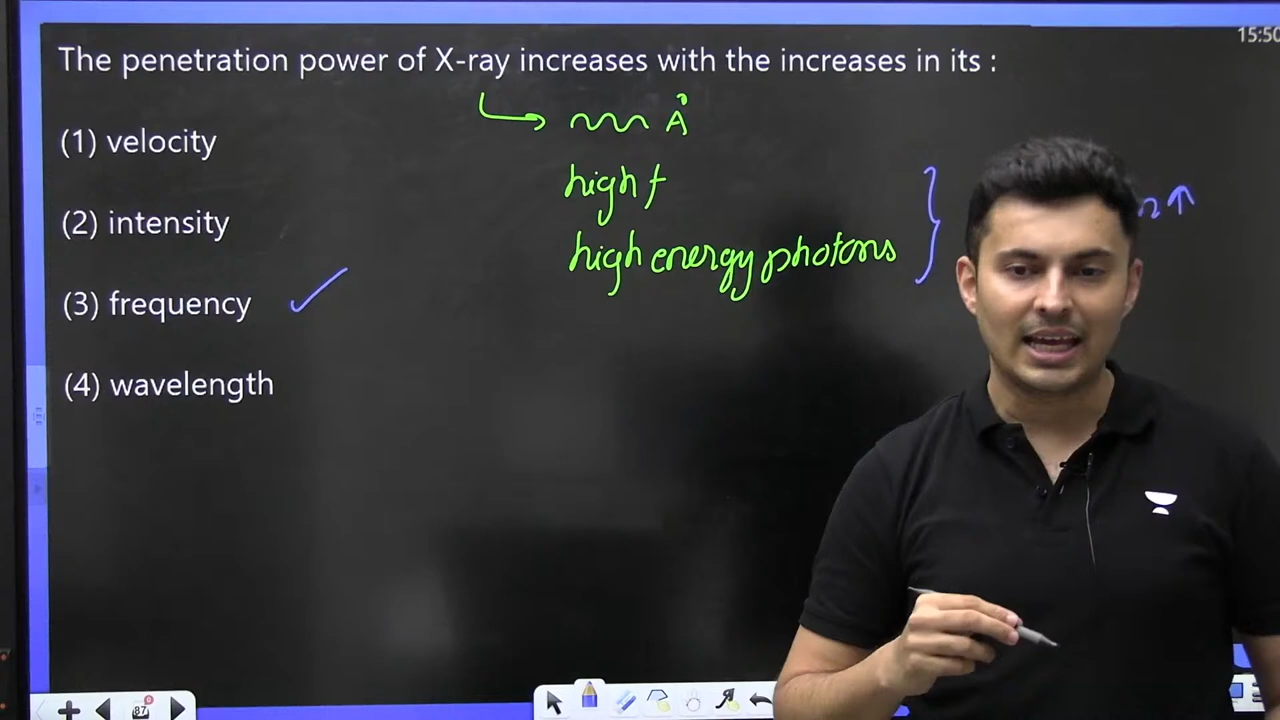 15:50
The penetration power of X-ray increases with the increases in its :
Å
(1) velocity
high f
(2) intensity
high energy photons
(3) frequency
(4) wavelength
87